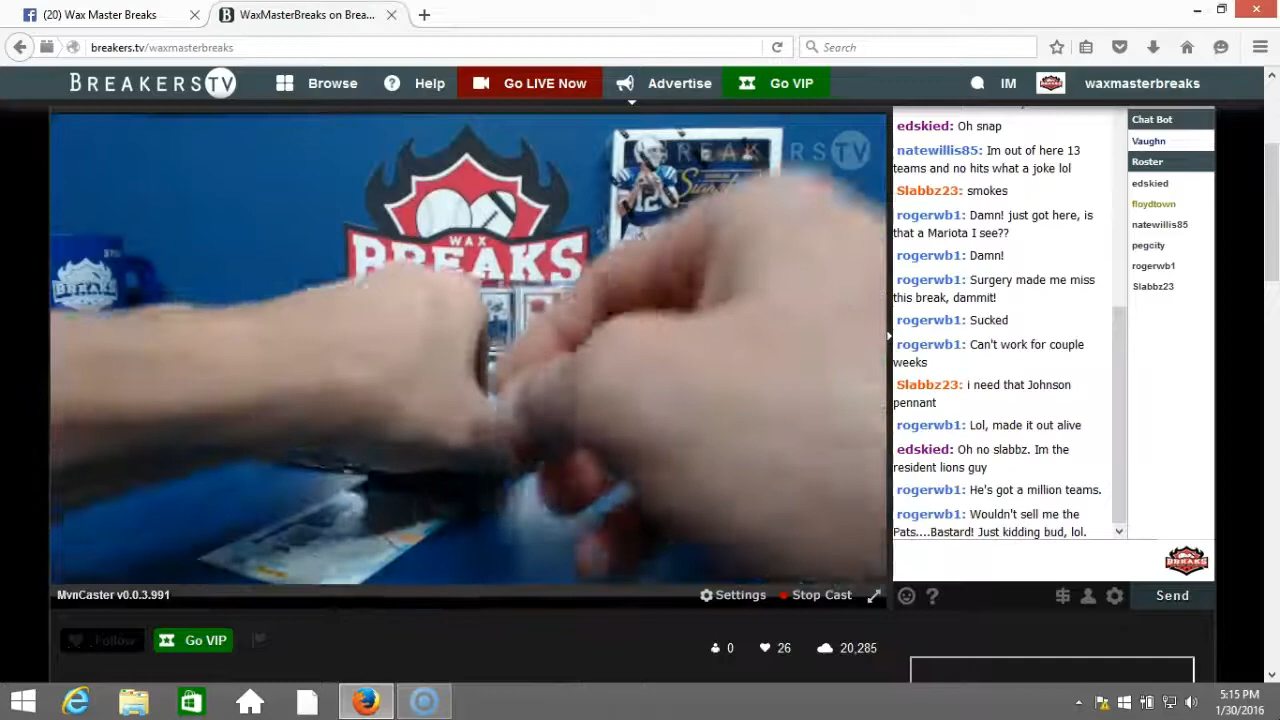 (20) Wax Master Breaks
WaxMasterBreaks on Brea...
breakers.tv/waxmasterbreaks
Search
BREAKERSTV
Browse
Help
Go LIVE Now
Advertise
Go VIP
IM
waxmasterbreaks
BREAKERSTV
WAX
BREAKS
BREAKS
12
edskied: Oh snap
natewillis85: Im out of here 13
teams and no hits what a joke lol
Slabbz23: smokes
rogerwb1: Damn! just got here, is
that a Mariota I see??
rogerwb1: Damn!
rogerwb1: Surgery made me miss
this break, dammit!
rogerwb1: Sucked
rogerwb1: Can't work for couple
weeks
Slabbz23: i need that Johnson
pennant
rogerwb1: Lol, made it out alive
edskied: Oh no slabbz. Im the
resident lions guy
rogerwb1: He's got a million teams.
rogerwb1: Wouldn't sell me the
Pats....Bastard! Just kidding bud, lol.
Chat Bot
Vaughn
Roster
edskied
floydtown
natewillis85
pegcity
rogerwb1
Slabbz23
BREAKS
Send
MvnCaster v0.0.3.991
Settings
Stop Cast
Follow
Go VIP
0
26
20,285
5:15 PM
1/30/2016